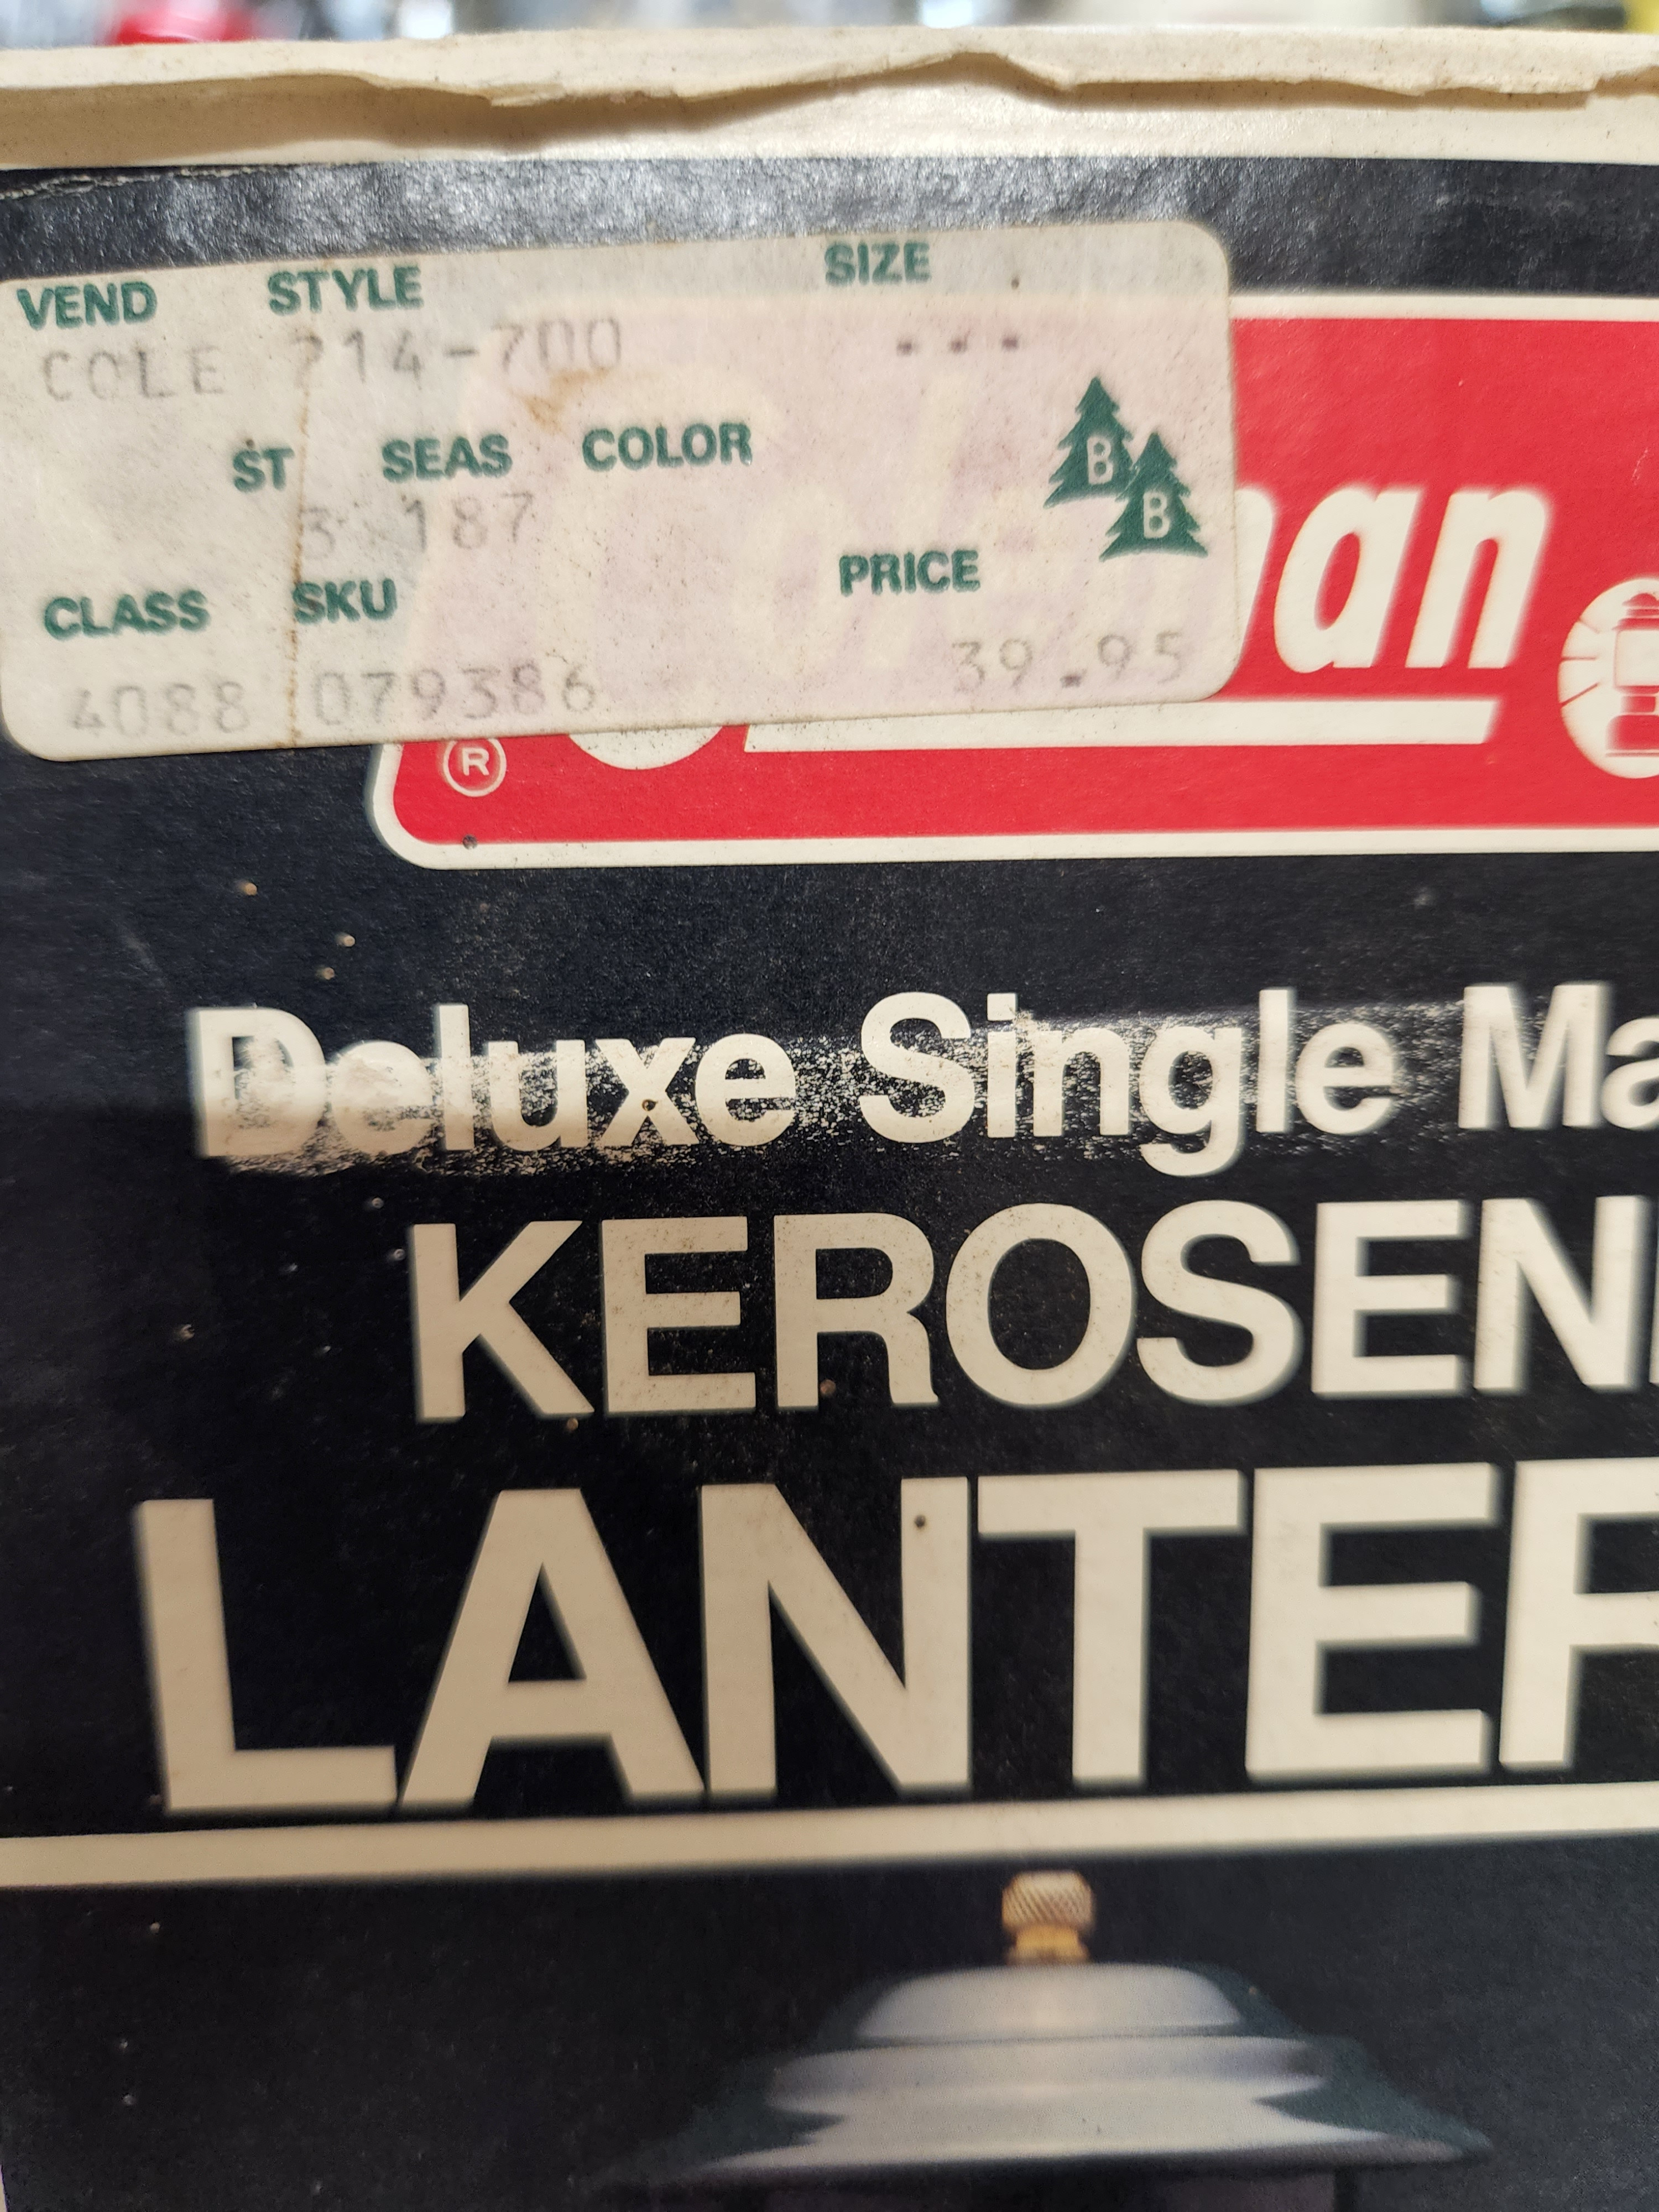 VEND STYLE SIZE
COLE 214-700 ---
ST SEAS COLOR
3 187
B
B
CLASS SKU PRICE
4088 079386 39.95
man
®
Deluxe Single Ma
KEROSEN
LANTER